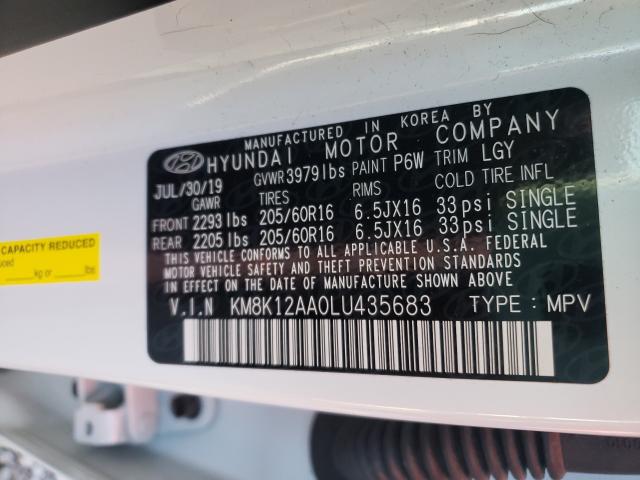 MANUFACTURED IN KOREA BY
HYUNDAI MOTOR COMPANY
JUL/30/19 GVWR 3979lbs PAINT P6W TRIM LGY
GAWR TIRES RIMS COLD TIRE INFL
FRONT 2293 lbs 205/60R16 6.5JX16 33 psi SINGLE
REAR 2205 lbs 205/60R16 6.5JX16 33 psi SINGLE
THIS VEHICLE CONFORMS TO ALL APPLICABLE U.S.A. FEDERAL
MOTOR VEHICLE SAFETY AND THEFT PREVENTION STANDARDS
IN EFFECT ON THE DATE OF MANUFACTURE SHOWN ABOVE
V.I.N KM8K12AA0LU435683 TYPE : MPV
CAPACITY REDUCED
kg or lbs